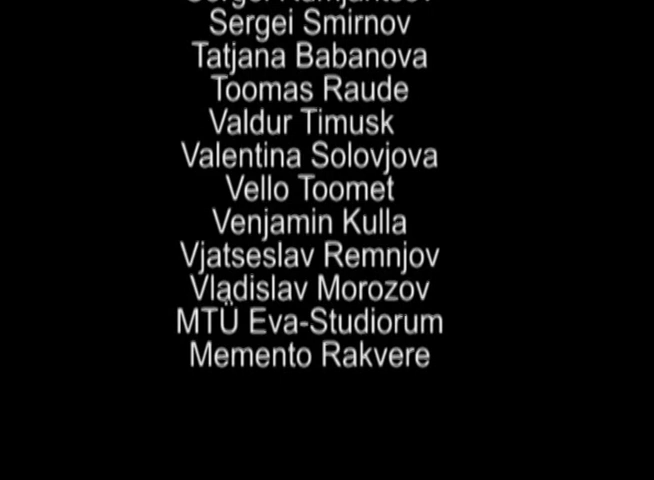 Sergei Smirnov
Tatjana Babanova
Toomas Raude
Valdur Timusk
Valentina Solovjova
Vello Toomet
Venjamin Kulla
Vjatseslav Remnjov
Vladislav Morozov
MTÜ Eva-Studiorum
Memento Rakvere